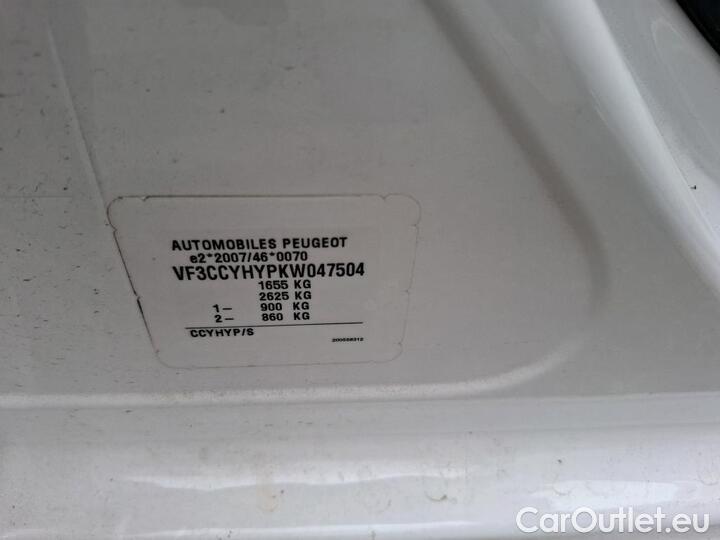 AUTOMOBILES PEUGEOT
e2*2007/46*0070
VF3CCYHYPKW047504
1655 KG
2625 KG
1— 900 KG
2— 860 KG
CCYHYP/S
CarOutlet.eu